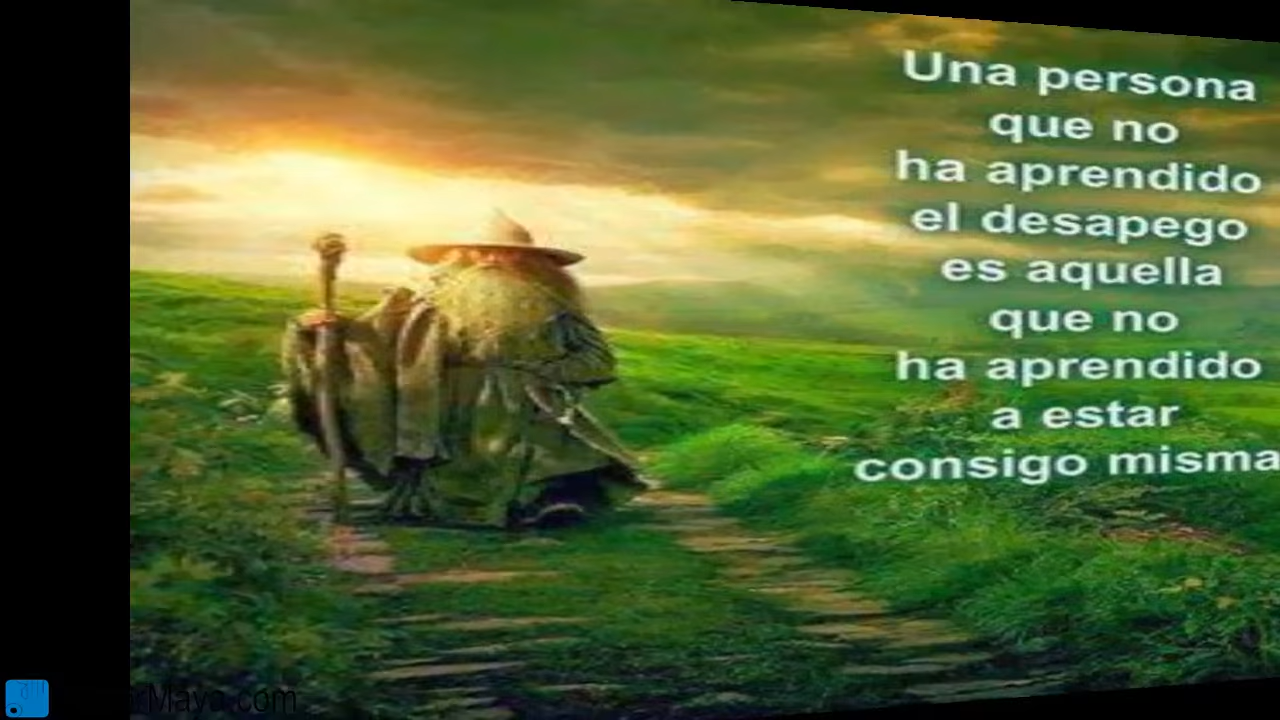 Una persona
que no
ha aprendido
el desapego
es aquella
que no
ha aprendido
a estar
consigo misma